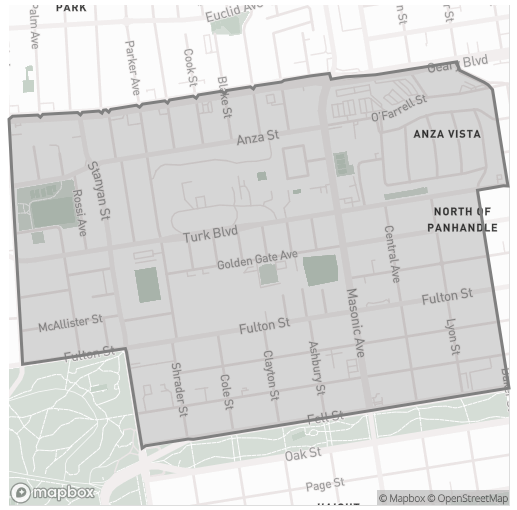 PARK
Euclid Ave
Palm Ave
Parker Ave
Cook St
Blake St
Geary Blvd
O'Farrell St
Anza St
ANZA VISTA
Stanyan St
Rossi Ave
NORTH OF
PANHANDLE
Turk Blvd
Central Ave
Golden Gate Ave
Masonic Ave
Fulton St
McAllister St
Fulton St
Fulton St
Lyon St
Ashbury St
Clayton St
Shrader St
Cole St
Fell St
Oak St
Page St
mapbox
© Mapbox © OpenStreetMap